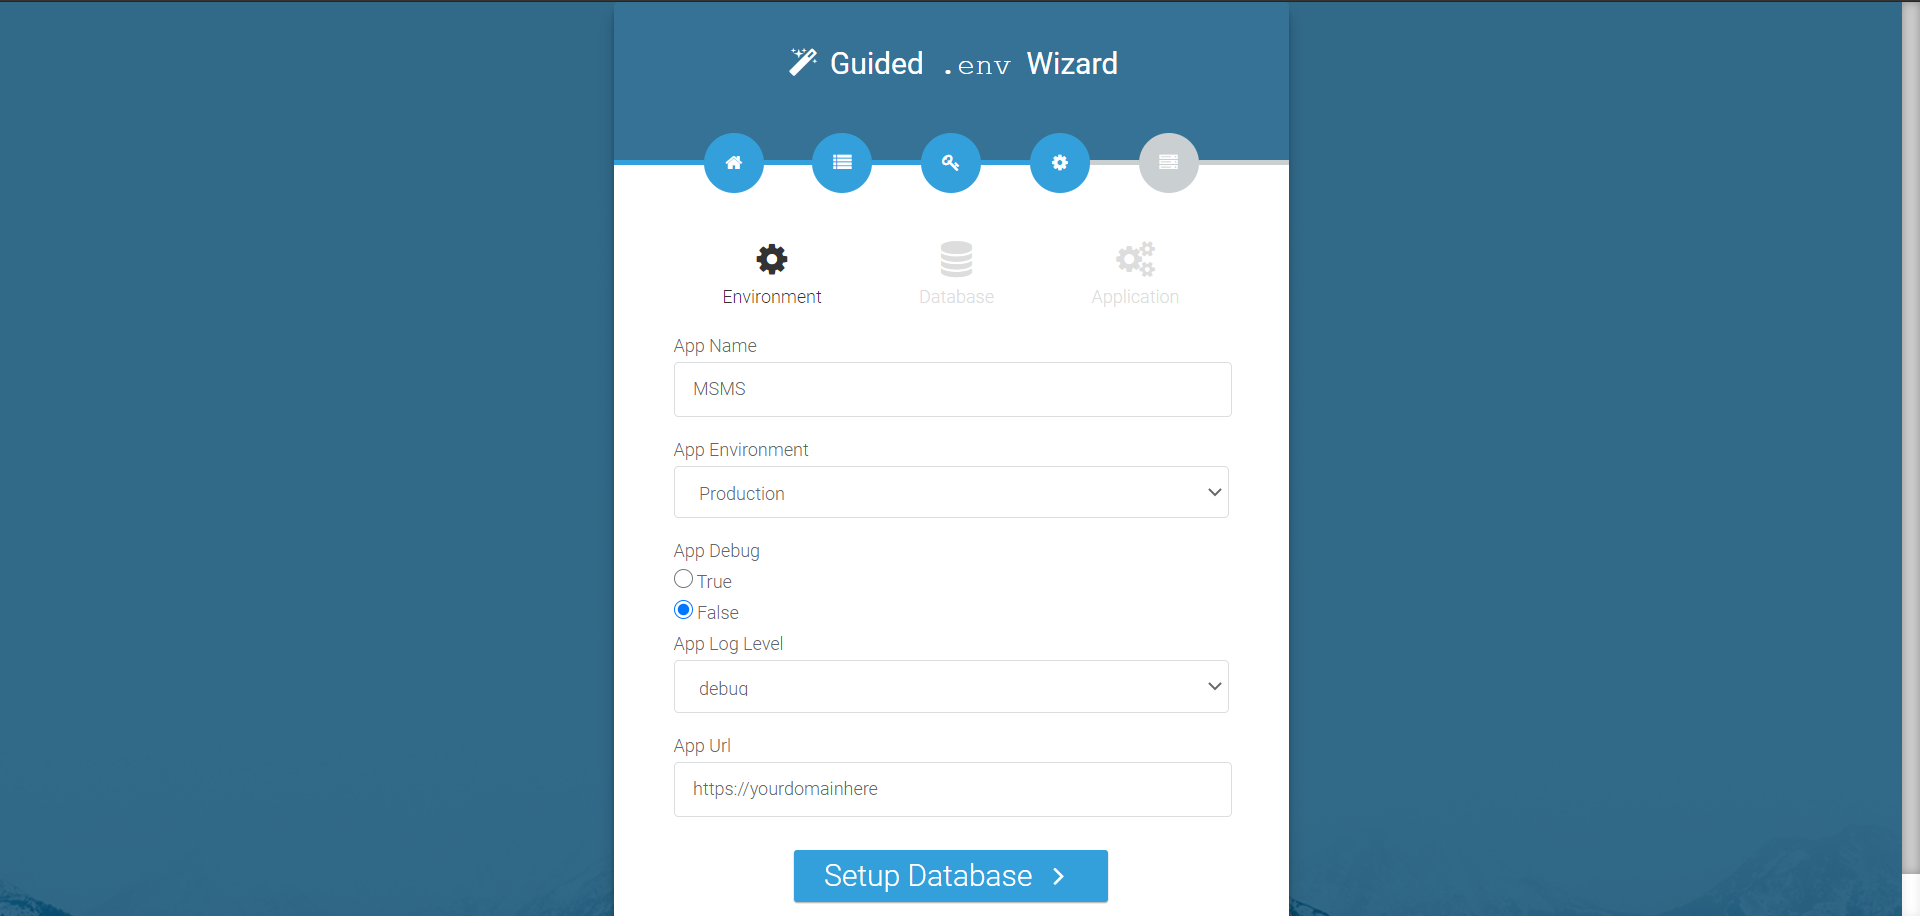 Guided .env Wizard
Environment Database Application
App Name
MSMS
App Environment
Production
App Debug
True
False
App Log Level
debug
App Url
https://yourdomainhere
Setup Database